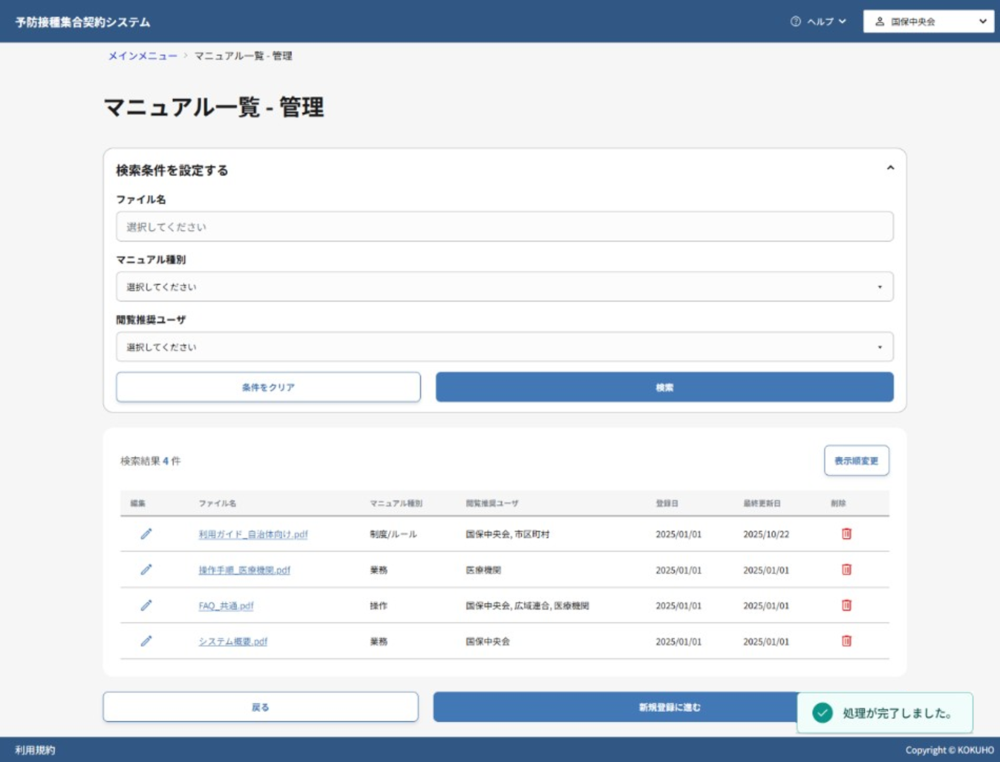 予防接種集合契約システム
ヘルプ
国保中央会
メインメニュー > マニュアル一覧 - 管理
マニュアル一覧 - 管理
検索条件を設定する
ファイル名
選択してください
マニュアル種別
選択してください
閲覧推奨ユーザ
選択してください
条件をクリア
検索
検索結果 4 件
表示順変更
編集 ファイル名 マニュアル種別 閲覧推奨ユーザ 登録日 最終更新日 削除
利用ガイド_自治体向け.pdf 制度/ルール 国保中央会, 市区町村 2025/01/01 2025/10/22
操作手順_医療機関.pdf 業務 医療機関 2025/01/01 2025/01/01
FAQ_共通.pdf 操作 国保中央会, 広域連合, 医療機関 2025/01/01 2025/01/01
システム概要.pdf 業務 国保中央会 2025/01/01 2025/01/01
戻る
新規登録に進む
処理が完了しました。
利用規約
Copyright © KOKUHO